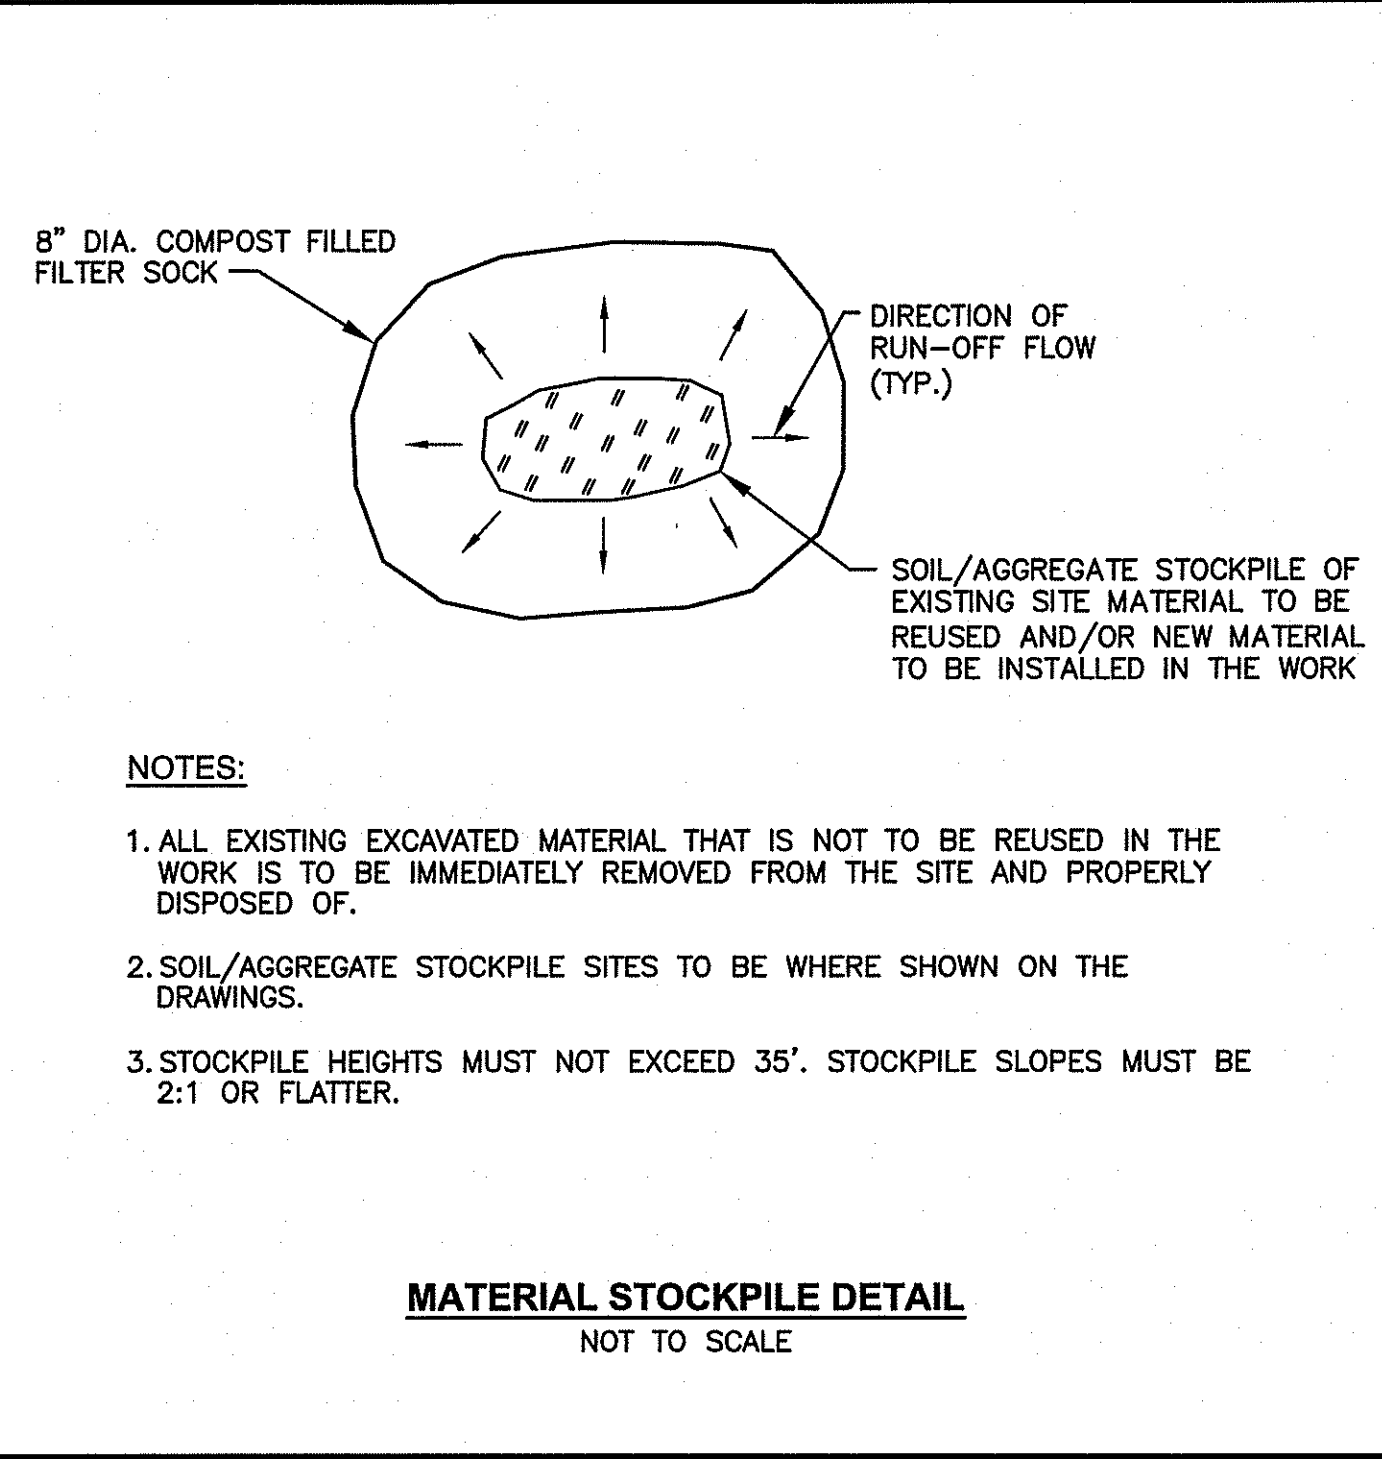 8" DIA. COMPOST FILLED
FILTER SOCK
DIRECTION OF
RUN-OFF FLOW
(TYP.)
SOIL/AGGREGATE STOCKPILE OF
EXISTING SITE MATERIAL TO BE
REUSED AND/OR NEW MATERIAL
TO BE INSTALLED IN THE WORK
NOTES:
1. ALL EXISTING EXCAVATED MATERIAL THAT IS NOT TO BE REUSED IN THE
WORK IS TO BE IMMEDIATELY REMOVED FROM THE SITE AND PROPERLY
DISPOSED OF.
2. SOIL/AGGREGATE STOCKPILE SITES TO BE WHERE SHOWN ON THE
DRAWINGS.
3. STOCKPILE HEIGHTS MUST NOT EXCEED 35'. STOCKPILE SLOPES MUST BE
2:1 OR FLATTER.
MATERIAL STOCKPILE DETAIL
NOT TO SCALE